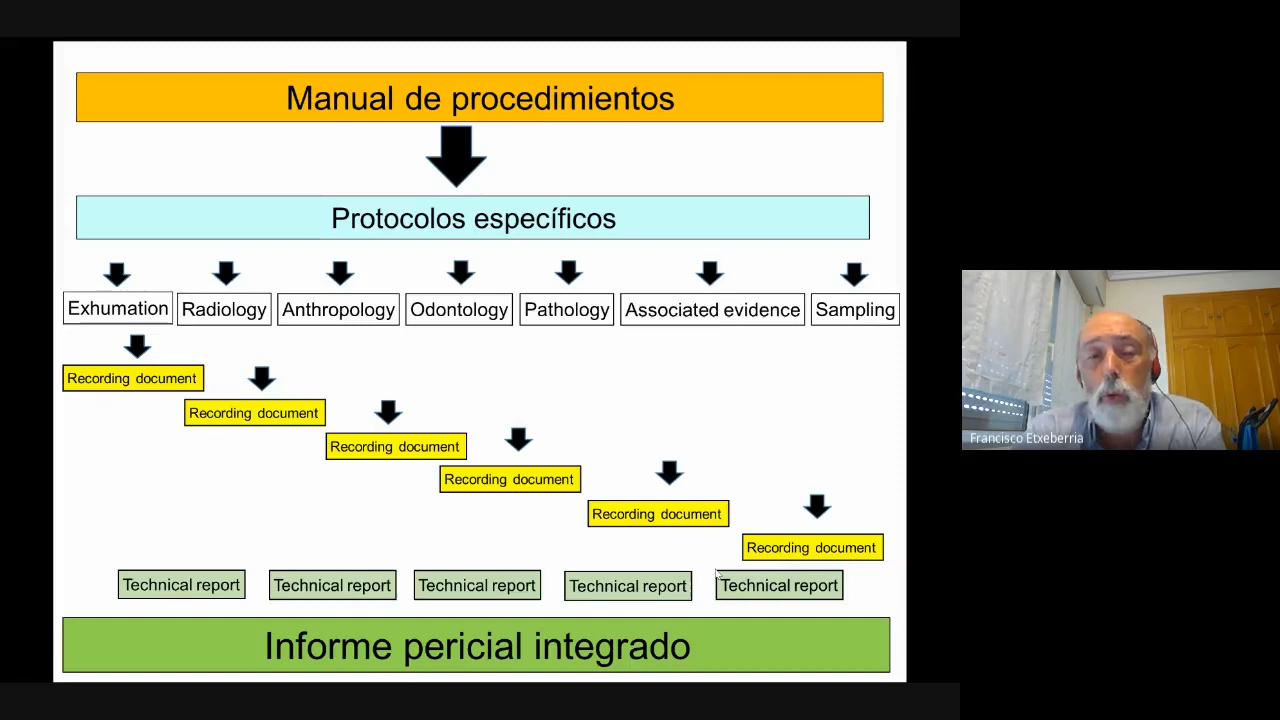 Manual de procedimientos
Protocolos específicos
Exhumation
Radiology
Anthropology
Odontology
Pathology
Associated evidence
Sampling
Recording document
Recording document
Recording document
Recording document
Recording document
Recording document
Technical report
Technical report
Technical report
Technical report
Technical report
Informe pericial integrado
Francisco Etxeberria